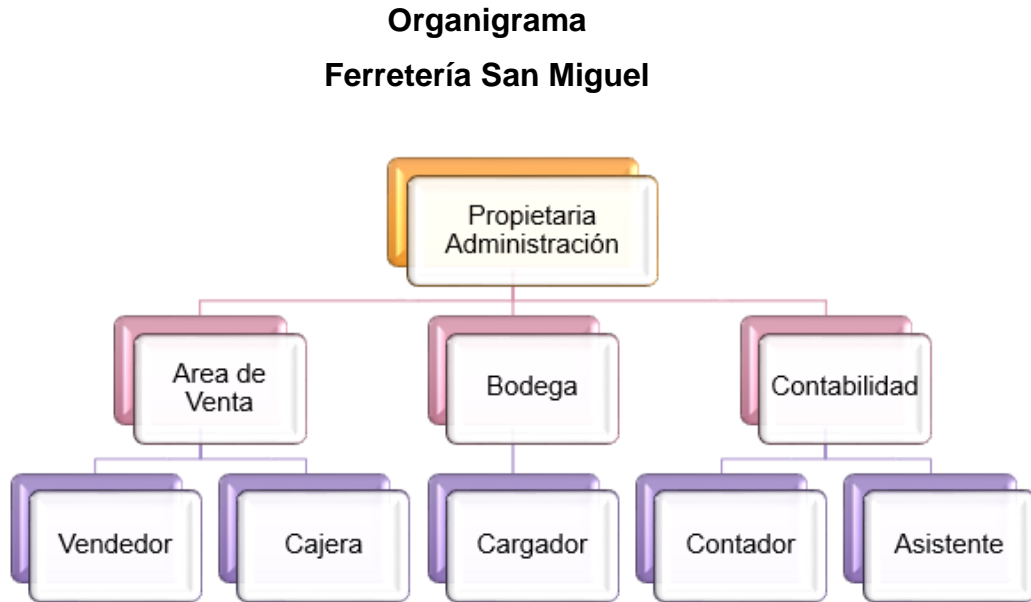 Organigrama
Ferretería San Miguel
Propietaria
Administración
Area de
Venta
Bodega
Contabilidad
Vendedor
Cajera
Cargador
Contador
Asistente